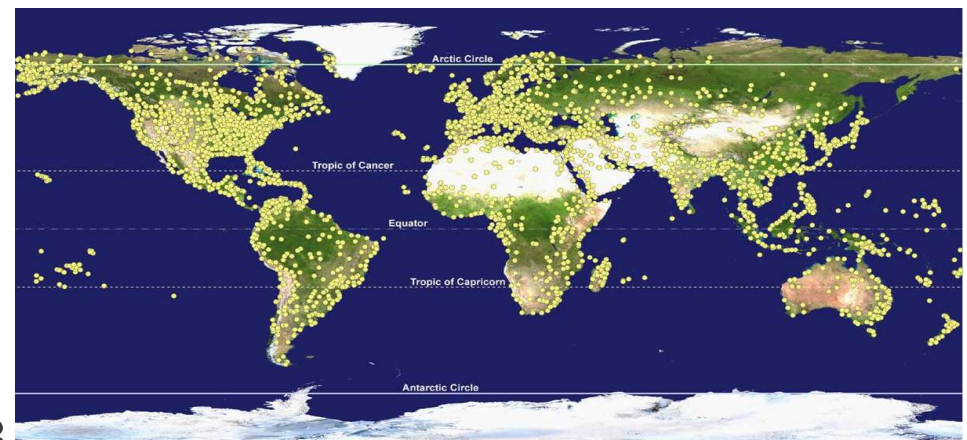 Arctic Circle
Tropic of Cancer
Equator
Tropic of Capricorn
Antarctic Circle